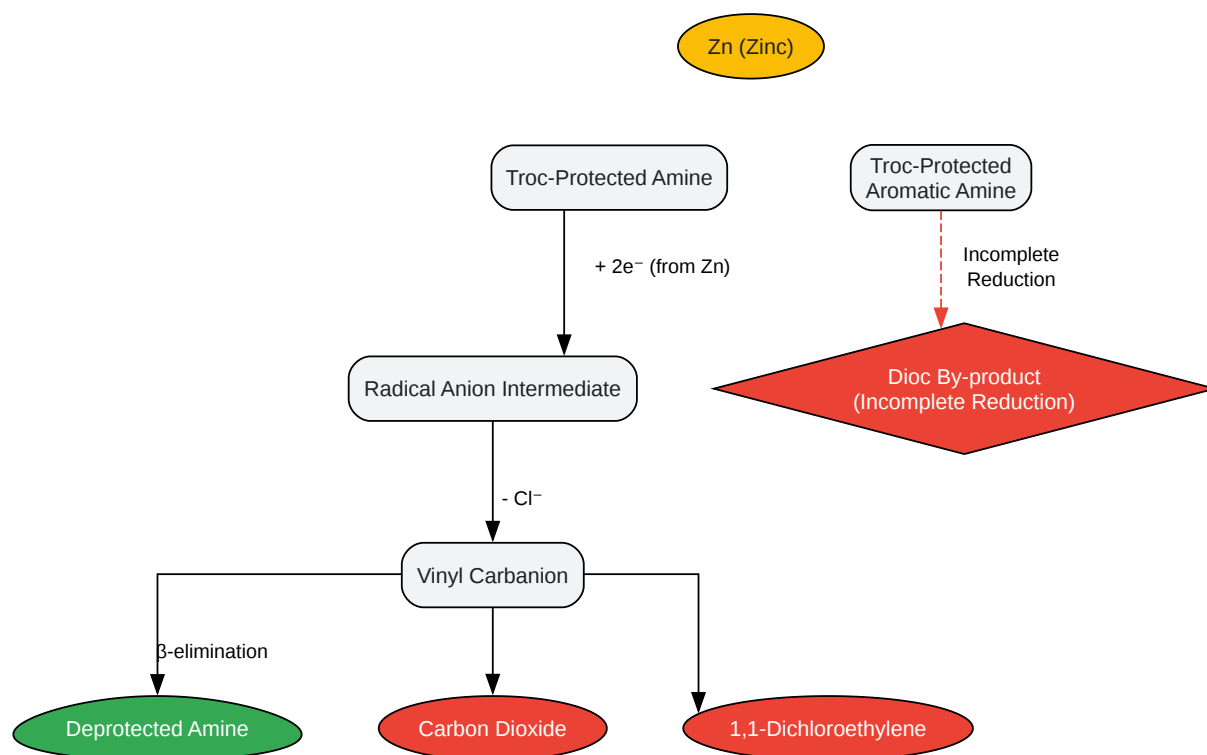 Zn (Zinc)
Troc-Protected Amine
Troc-Protected
Aromatic Amine
+ 2e⁻ (from Zn)
Incomplete
Reduction
Radical Anion Intermediate
Dioc By-product
(Incomplete Reduction)
- Cl⁻
Vinyl Carbanion
β-elimination
Deprotected Amine
Carbon Dioxide
1,1-Dichloroethylene